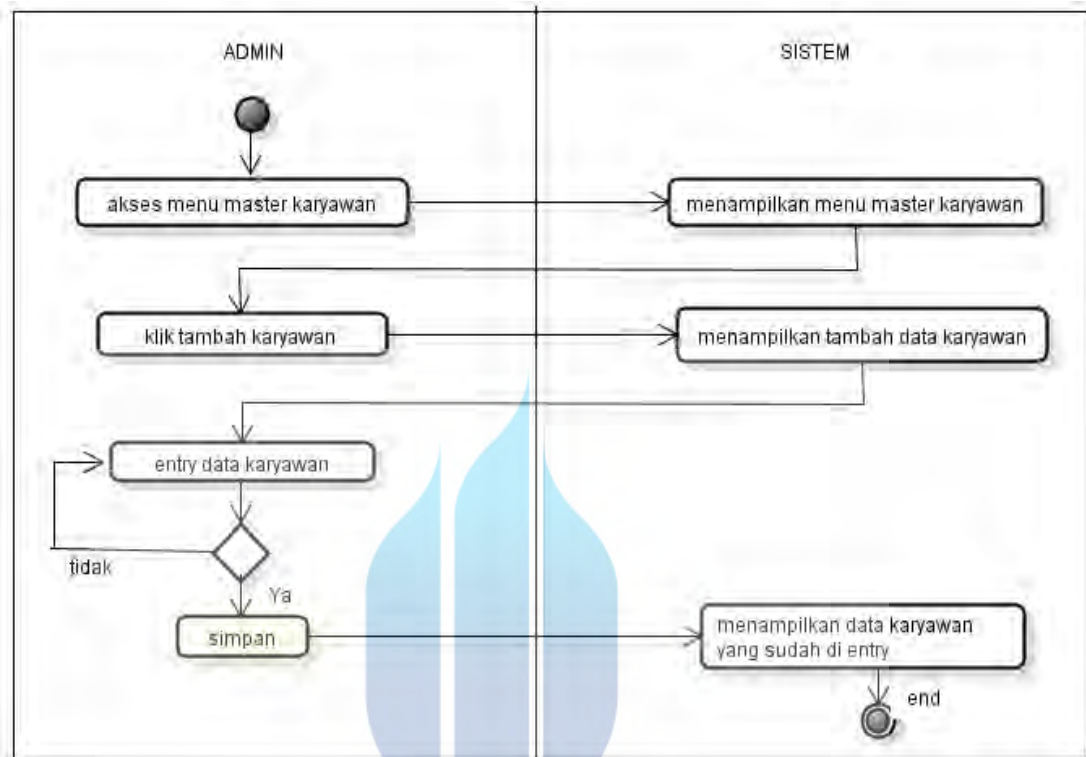 ADMIN
SISTEM
akses menu master karyawan
menampilkan menu master karyawan
klik tambah karyawan
menampilkan tambah data karyawan
entry data karyawan
tidak
Ya
simpan
menampilkan data karyawan
yang sudah di entry
end